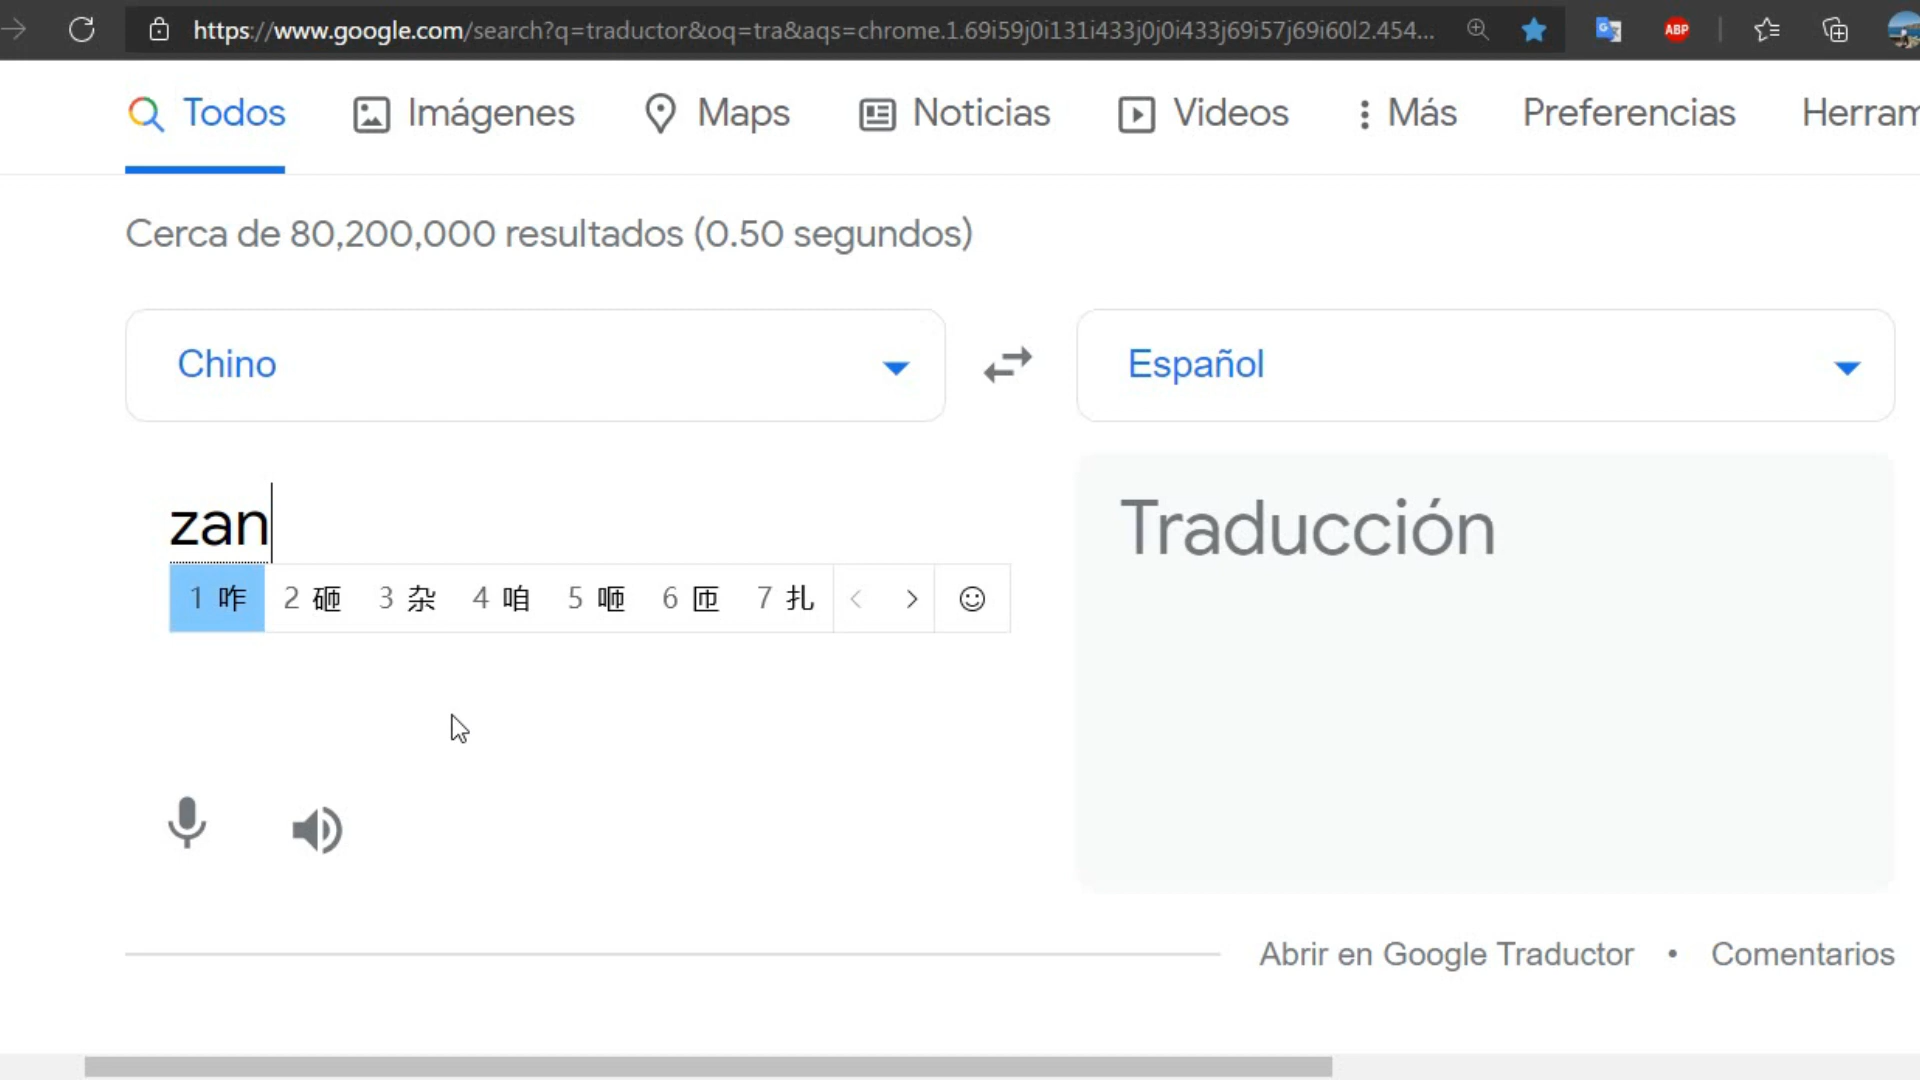 https://www.google.com/search?q=traductor&oq=tra&aqs=chrome.1.69i59j0i131i433j0j0i433j69i57j69i60l2.454...
ABP
Todos Imágenes Maps Noticias Videos Más Preferencias Herram
Cerca de 80,200,000 resultados (0.50 segundos)
Chino Español
zan
Traducción
1 咋 2 砸 3 杂 4 咱 5 咂 6 匝 7 扎
Abrir en Google Traductor • Comentarios